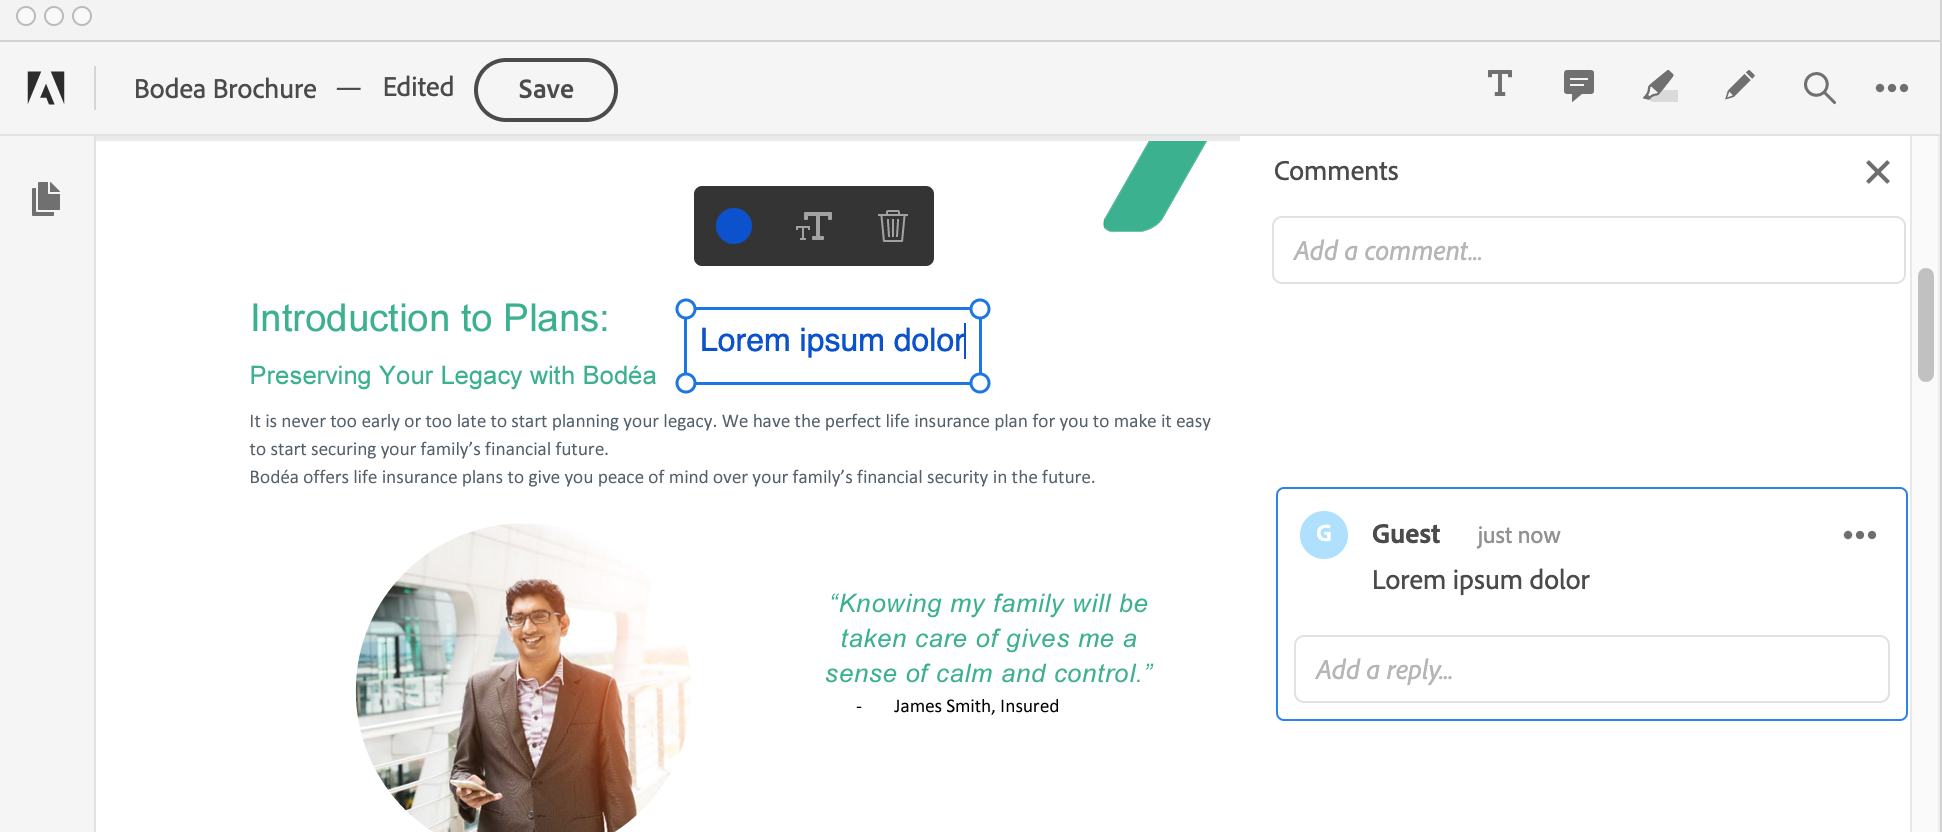 Bodea Brochure — Edited Save
Comments
Add a comment...
Introduction to Plans:
Lorem ipsum dolor
Preserving Your Legacy with Bodéa
It is never too early or too late to start planning your legacy. We have the perfect life insurance plan for you to make it easy
to start securing your family’s financial future.
Bodéa offers life insurance plans to give you peace of mind over your family’s financial security in the future.
“Knowing my family will be
taken care of gives me a
sense of calm and control.”
- James Smith, Insured
G Guest just now
Lorem ipsum dolor
Add a reply...